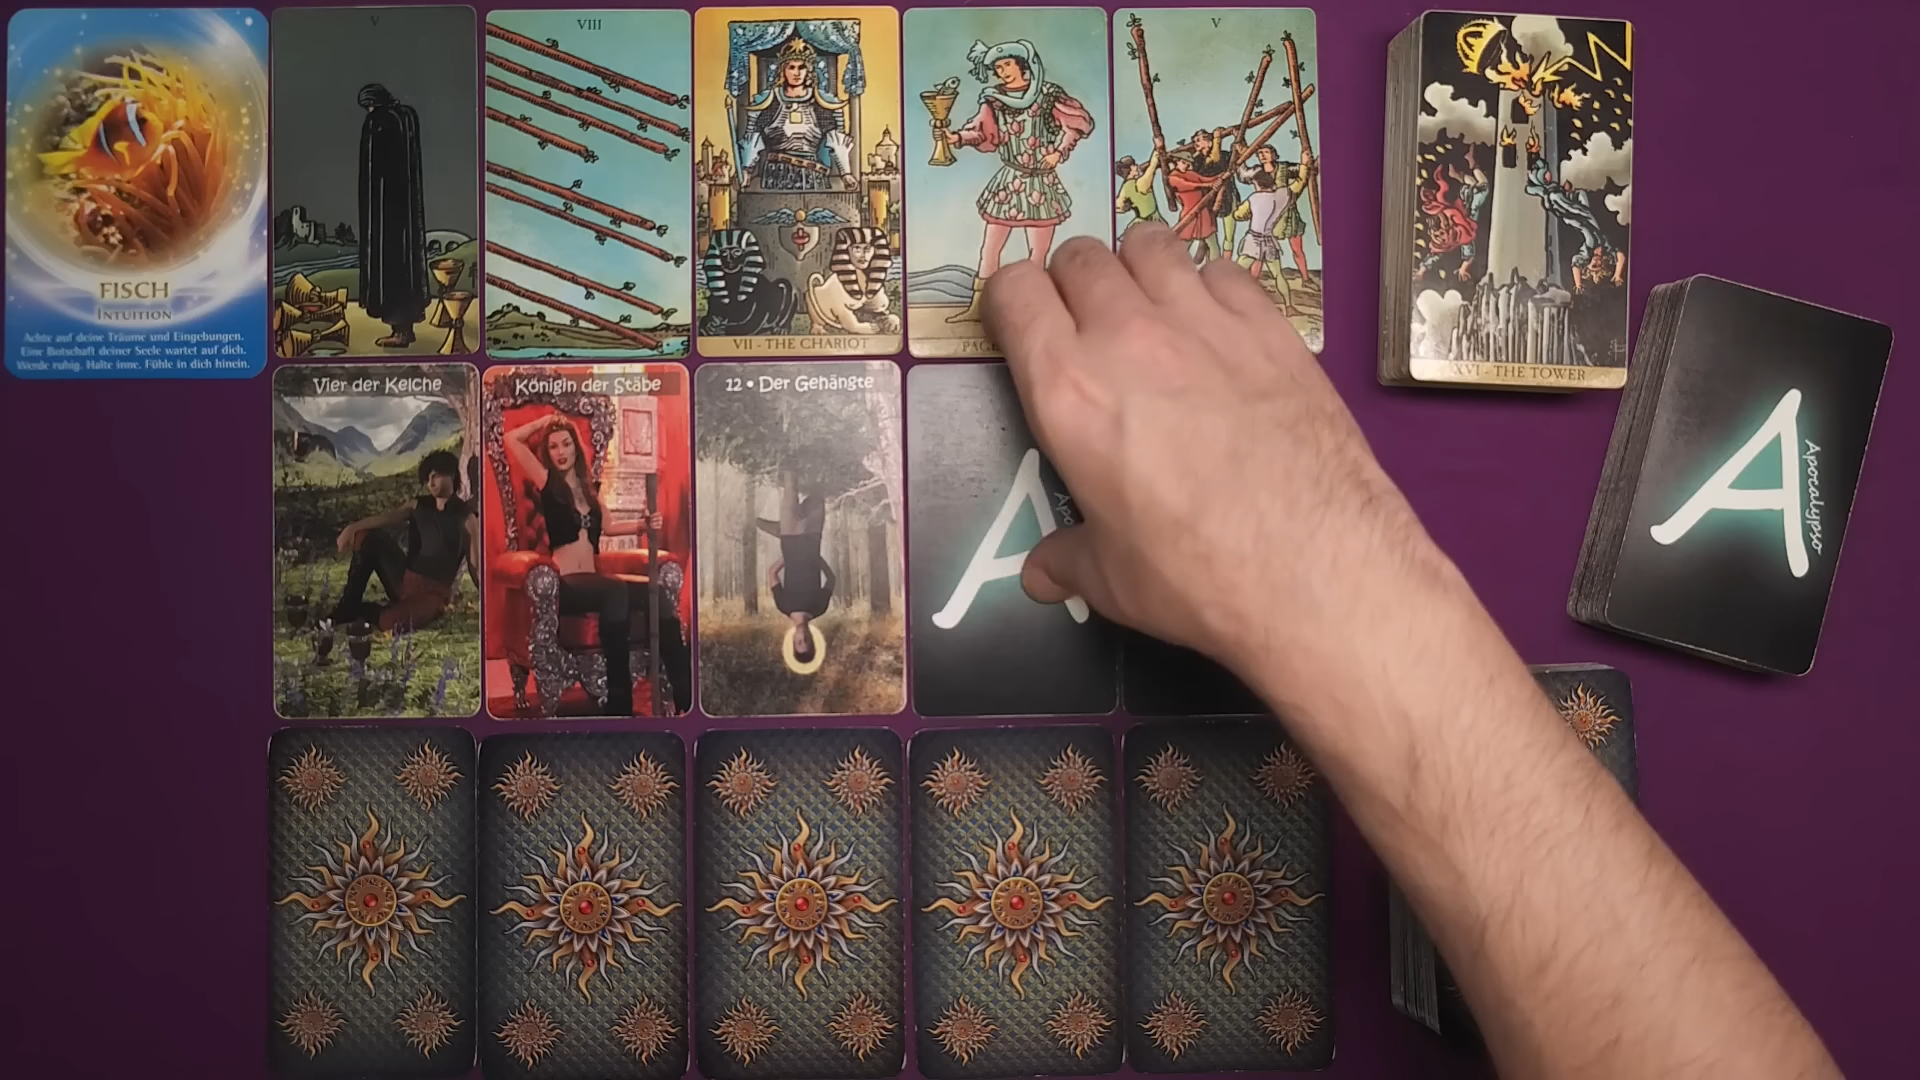 FISCH
INTUITION
Achte auf deine Träume und Eingebungen.
Eine Botschaft deiner Seele wartet auf dich.
Werde ruhig. Halte inne. Fühle in dich hinein.
V
VIII
VII - THE CHARIOT
PAGE
V
XVI - THE TOWER
Vier der Kelche
Königin der Stäbe
12 • Der Gehängte
A
Apo
A
Apocalypso